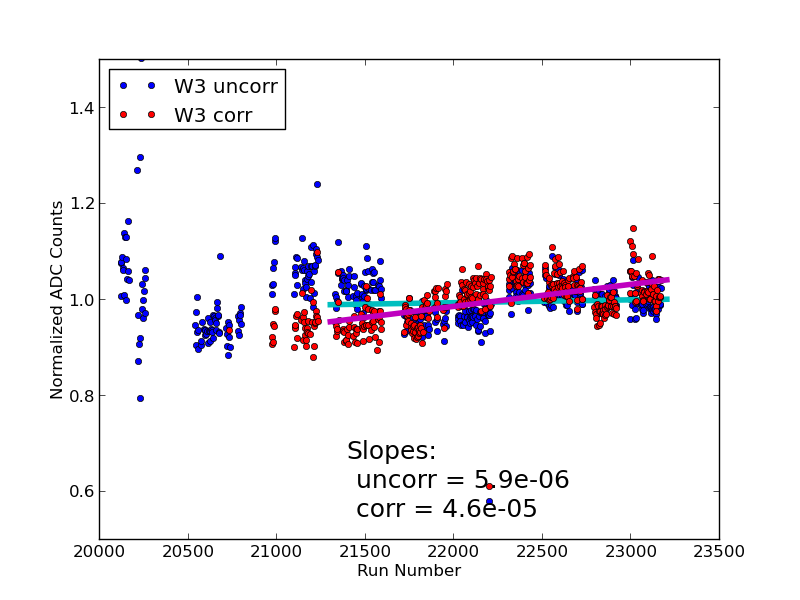 W3 uncorr
W3 corr
1.4
1.2
1.0
0.8
0.6
Normalized ADC Counts
Slopes:
uncorr = 5.9e-06
corr = 4.6e-05
20000 20500 21000 21500 22000 22500 23000 23500
Run Number